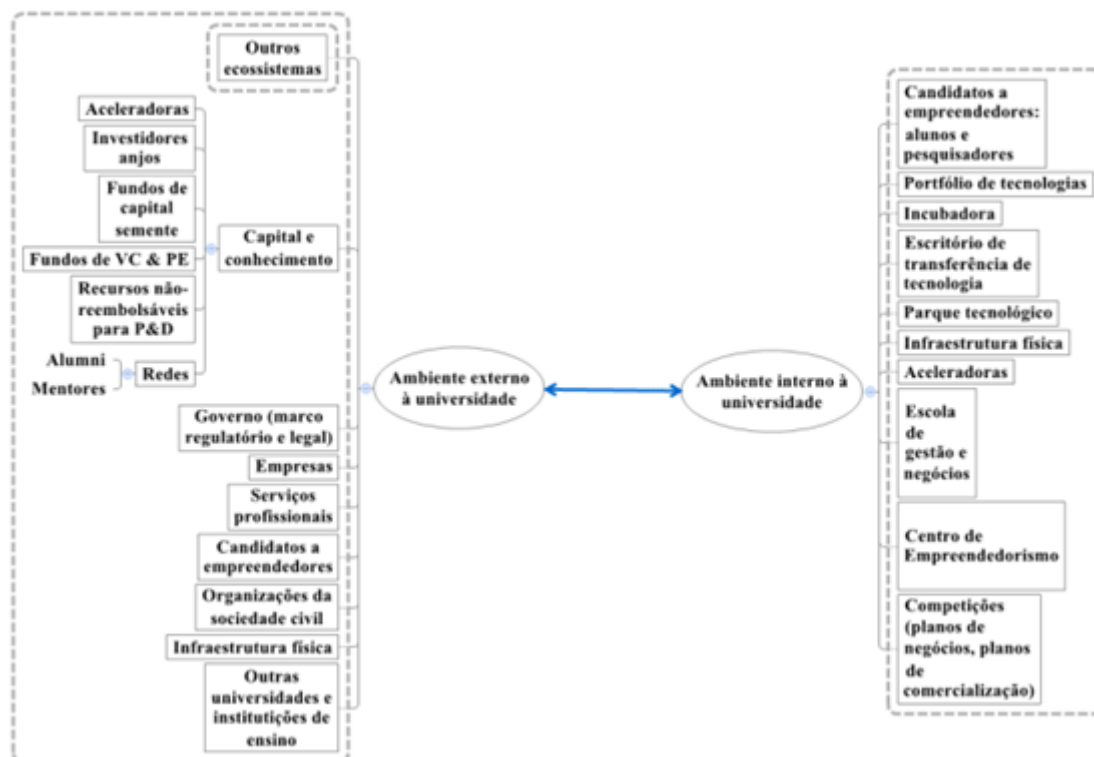 Outros
ecossistemas
Aceleradoras
Investidores
anjos
Fundos de
capital
semente
Fundos de VC & PE
Recursos não-
reembolsáveis
para P&D
Alumni
Mentores
Redes
Capital e
conhecimento
Ambiente externo
à universidade
Governo (marco
regulatório e legal)
Empresas
Serviços
profissionais
Candidatos a
empreendedores
Organizações da
sociedade civil
Infraestrutura física
Outras
universidades e
institutições de
ensino
Ambiente interno à
universidade
Candidatos a
empreendedores:
alunos e
pesquisadores
Portfólio de tecnologias
Incubadora
Escritório de
transferência de
tecnologia
Parque tecnológico
Infraestrutura física
Aceleradoras
Escola
de
gestão e
negócios
Centro de
Empreendedorismo
Competições
(planos de
negócios, planos
de
comercialização)